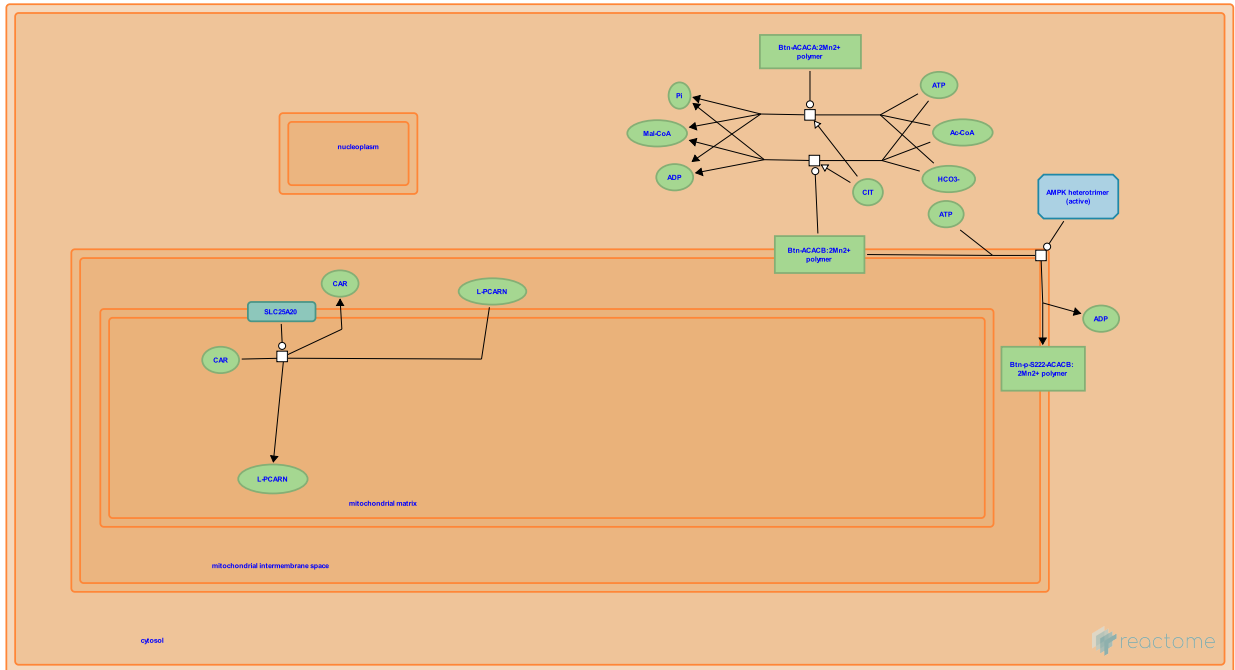 Btn-ACACA:2Mn2+
polymer
Pi
ATP
Mal-CoA
Ac-CoA
nucleoplasm
ADP
HCO3-
CIT
AMPK heterotrimer
(active)
ATP
Btn-ACACB:2Mn2+
polymer
CAR
L-PCARN
SLC25A20
ADP
CAR
Btn-p-S222-ACACB:
2Mn2+ polymer
L-PCARN
mitochondrial matrix
mitochondrial intermembrane space
cytosol
reactome